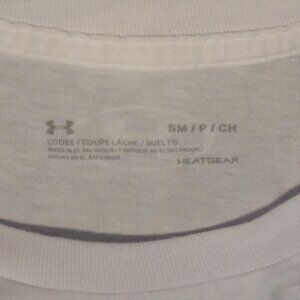 SM / P / CH
LOOSE / COUPE LÂCHE / SUELTO
MADE IN EL SALVADOR / FABRIQUÉ AU EL SALVADOR /
HECHO EN EL SALVADOR
HEATGEAR